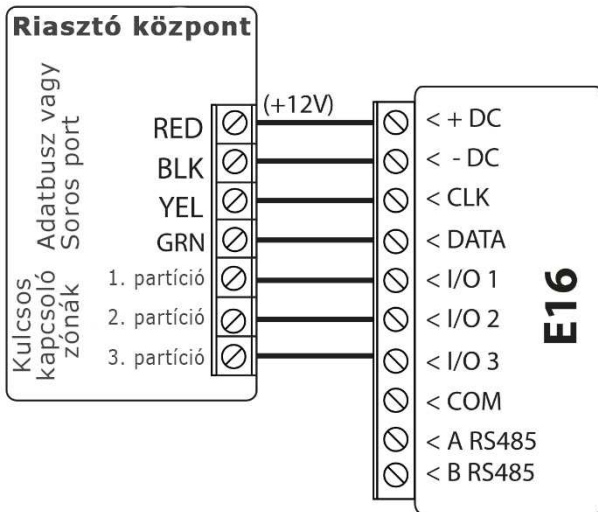 Riasztó központ
Adatbusz vagy
Soros port
RED
BLK
YEL
GRN
Kulcsos
kapcsoló
zónák
1. partíció
2. partíció
3. partíció
(+12V)
< + DC
< - DC
< CLK
< DATA
< I/O 1
< I/O 2
< I/O 3
< COM
< A RS485
< B RS485
E16